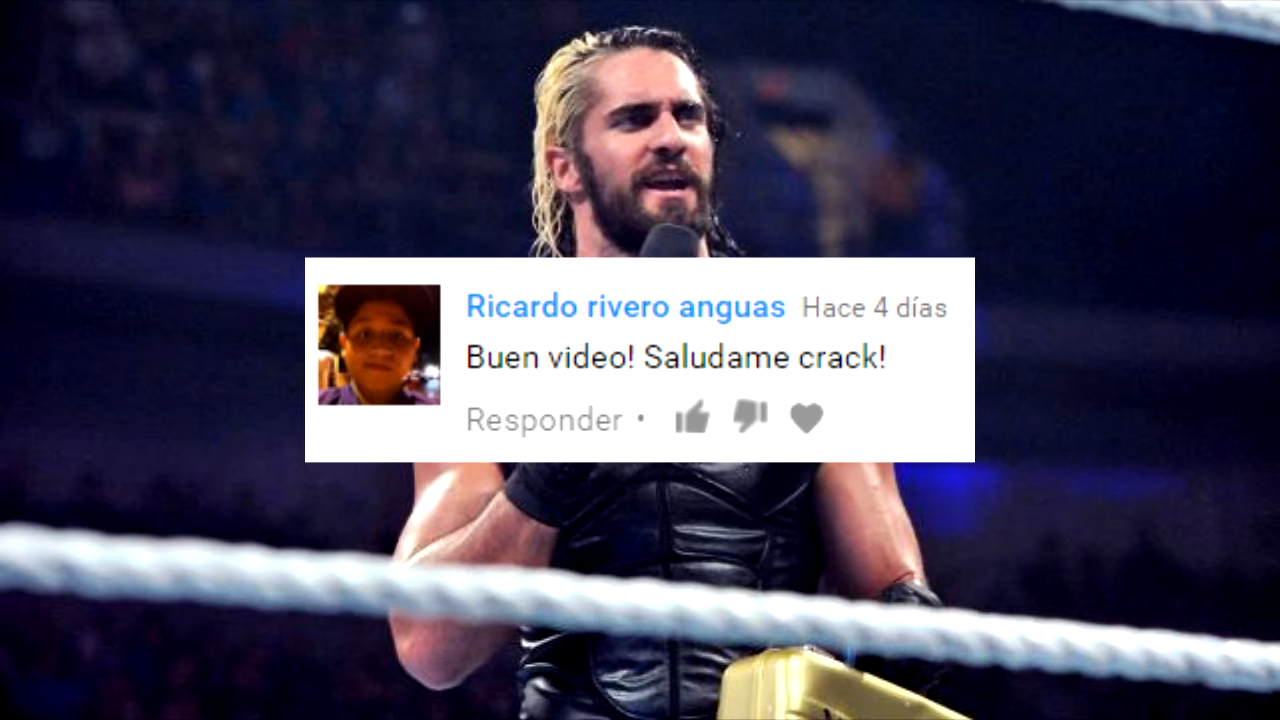 Ricardo rivero anguas Hace 4 días
Buen video! Saludame crack!
Responder •